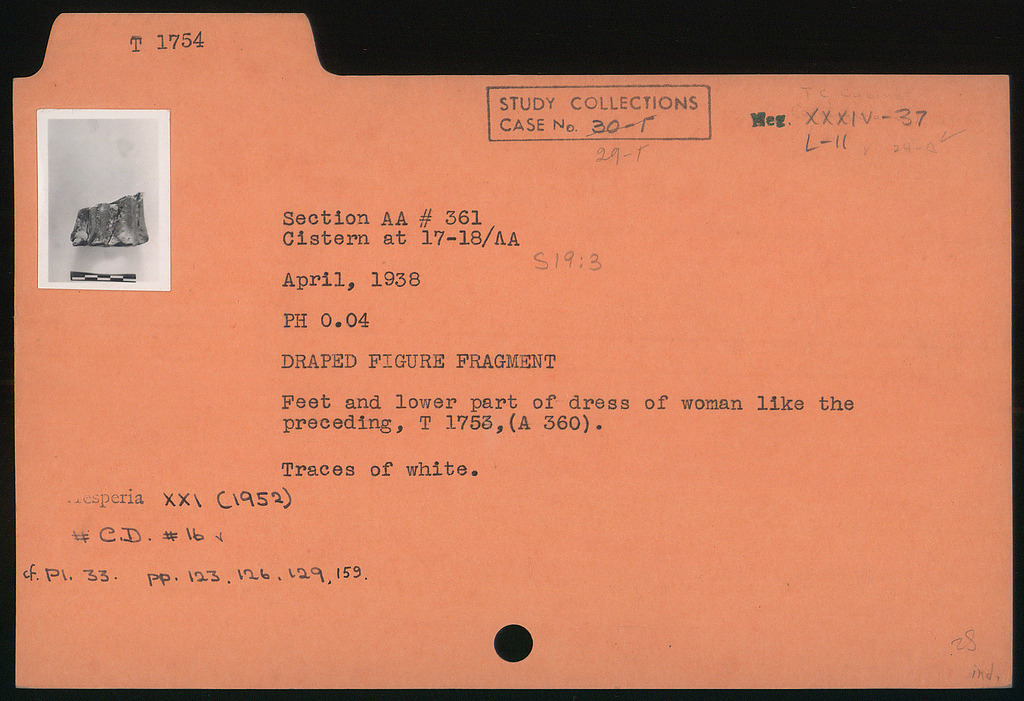 T 1754
STUDY COLLECTIONS
CASE No. 30-T
29-T
Neg. XXXIV-37
L-11
Section AA # 361
Cistern at 17-18/AA
S19:3
April, 1938
PH 0.04
DRAPED FIGURE FRAGMENT
Feet and lower part of dress of woman like the
preceding, T 1753,(A 360).
Traces of white.
Hesperia XXI (1952)
# C.D. # 16 ✓
cf. Pl. 33. pp. 123, 126, 129, 159.
28
ind.